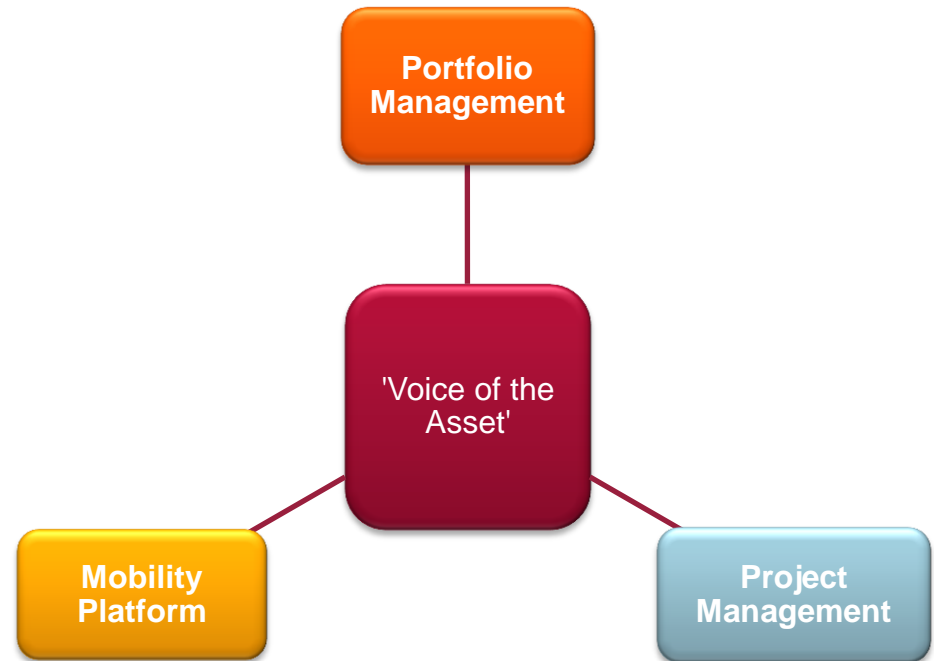 Portfolio
Management
'Voice of the
Asset'
Mobility
Platform
Project
Management